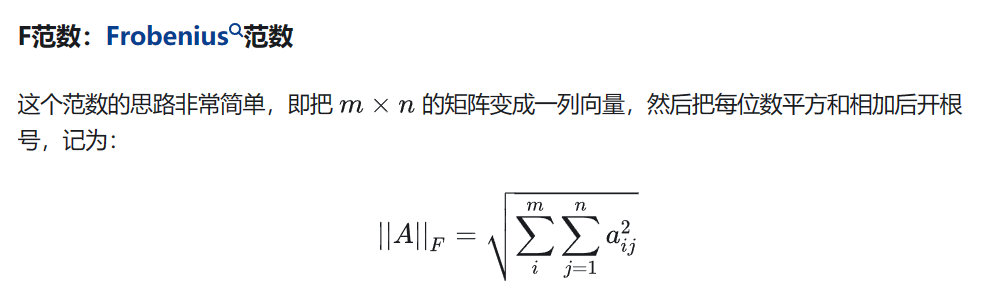 F范数：Frobenius范数
这个范数的思路非常简单，即把 m × n 的矩阵变成一列向量，然后把每位数平方和相加后开根
号，记为：
||A||_F = \sqrt{\sum_{i}^{m} \sum_{j=1}^{n} a_{ij}^2}